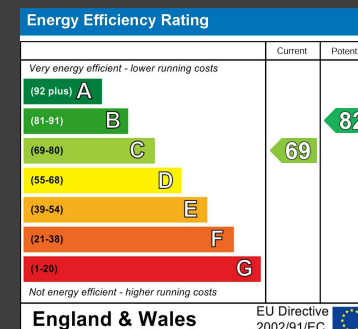 Energy Efficiency Rating
Current
Very energy efficient - lower running costs
(92 plus) A
(81-91) B
82
(69-80) C
69
(55-68) D
(39-54) E
(21-38) F
(1-20) G
Not energy efficient - higher running costs
England & Wales
EU Directive
2002/91/EC